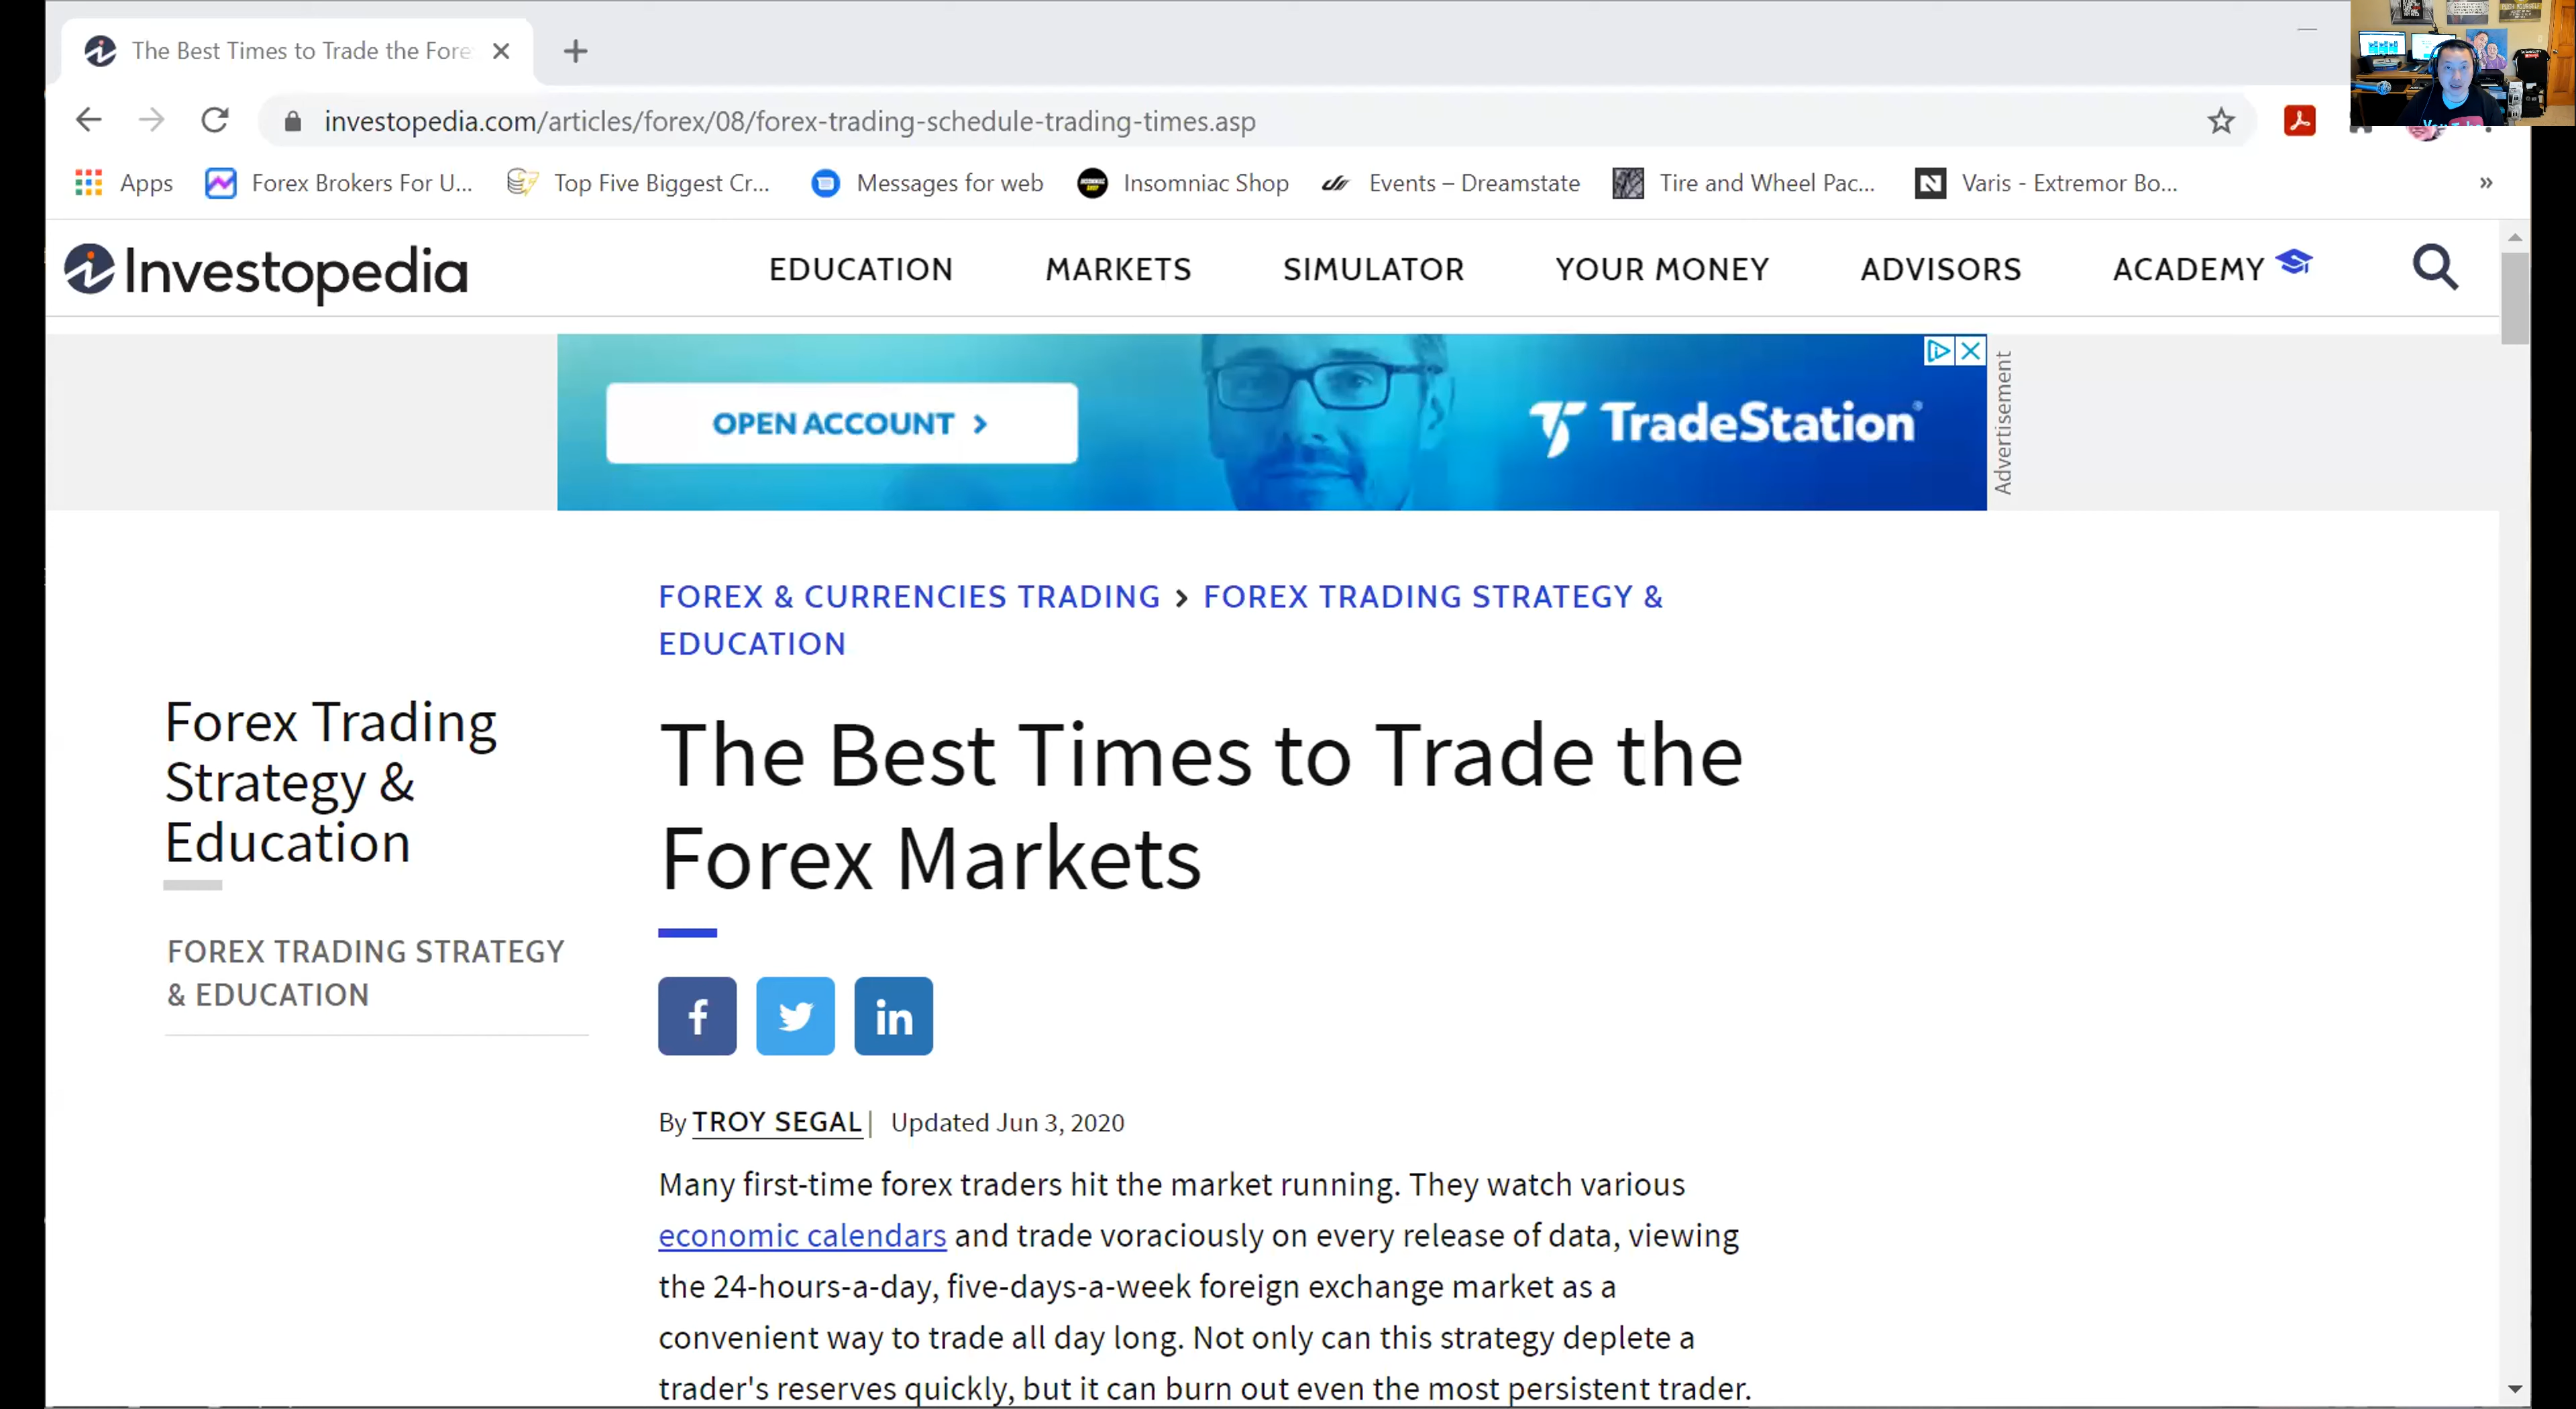 The Best Times to Trade the Fore
investopedia.com/articles/forex/08/forex-trading-schedule-trading-times.asp
Apps
Forex Brokers For U...
Top Five Biggest Cr...
Messages for web
Insomniac Shop
Events – Dreamstate
Tire and Wheel Pac...
Varis - Extremor Bo...
»
Investopedia
EDUCATION
MARKETS
SIMULATOR
YOUR MONEY
ADVISORS
ACADEMY
OPEN ACCOUNT >
TradeStation®
Advertisement
FOREX & CURRENCIES TRADING > FOREX TRADING STRATEGY &
EDUCATION
Forex Trading
Strategy &
Education
FOREX TRADING STRATEGY
& EDUCATION
The Best Times to Trade the
Forex Markets
f
in
By TROY SEGAL | Updated Jun 3, 2020
Many first-time forex traders hit the market running. They watch various
economic calendars and trade voraciously on every release of data, viewing
the 24-hours-a-day, five-days-a-week foreign exchange market as a
convenient way to trade all day long. Not only can this strategy deplete a
trader's reserves quickly, but it can burn out even the most persistent trader.